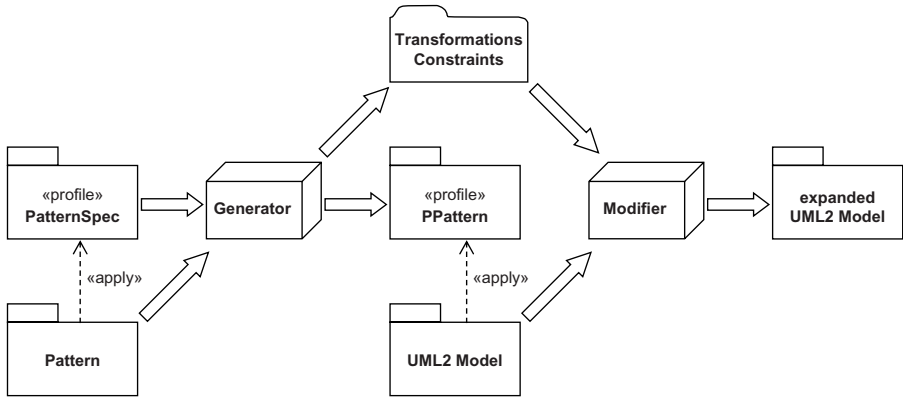 Transformations
Constraints
«profile»
PatternSpec
Generator
«profile»
PPattern
Modifier
expanded
UML2 Model
«apply»
«apply»
Pattern
UML2 Model